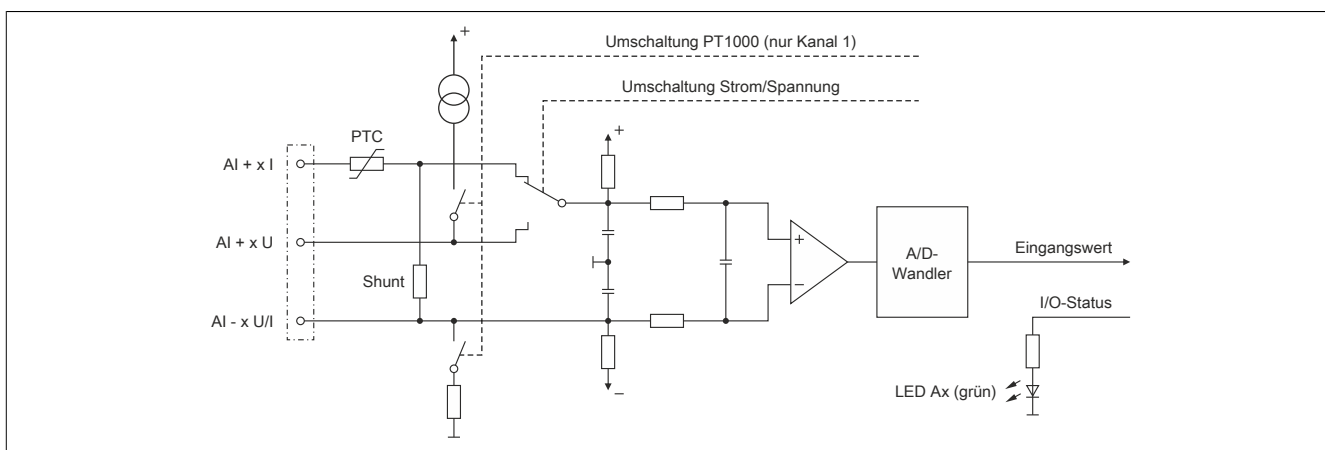 Umschaltung PT1000 (nur Kanal 1)
Umschaltung Strom/Spannung
+
PTC
+
AI + x I
AI + x U
+
A/D-
Wandler
Eingangswert
Shunt
−
I/O-Status
AI - x U/I
−
LED Ax (grün)